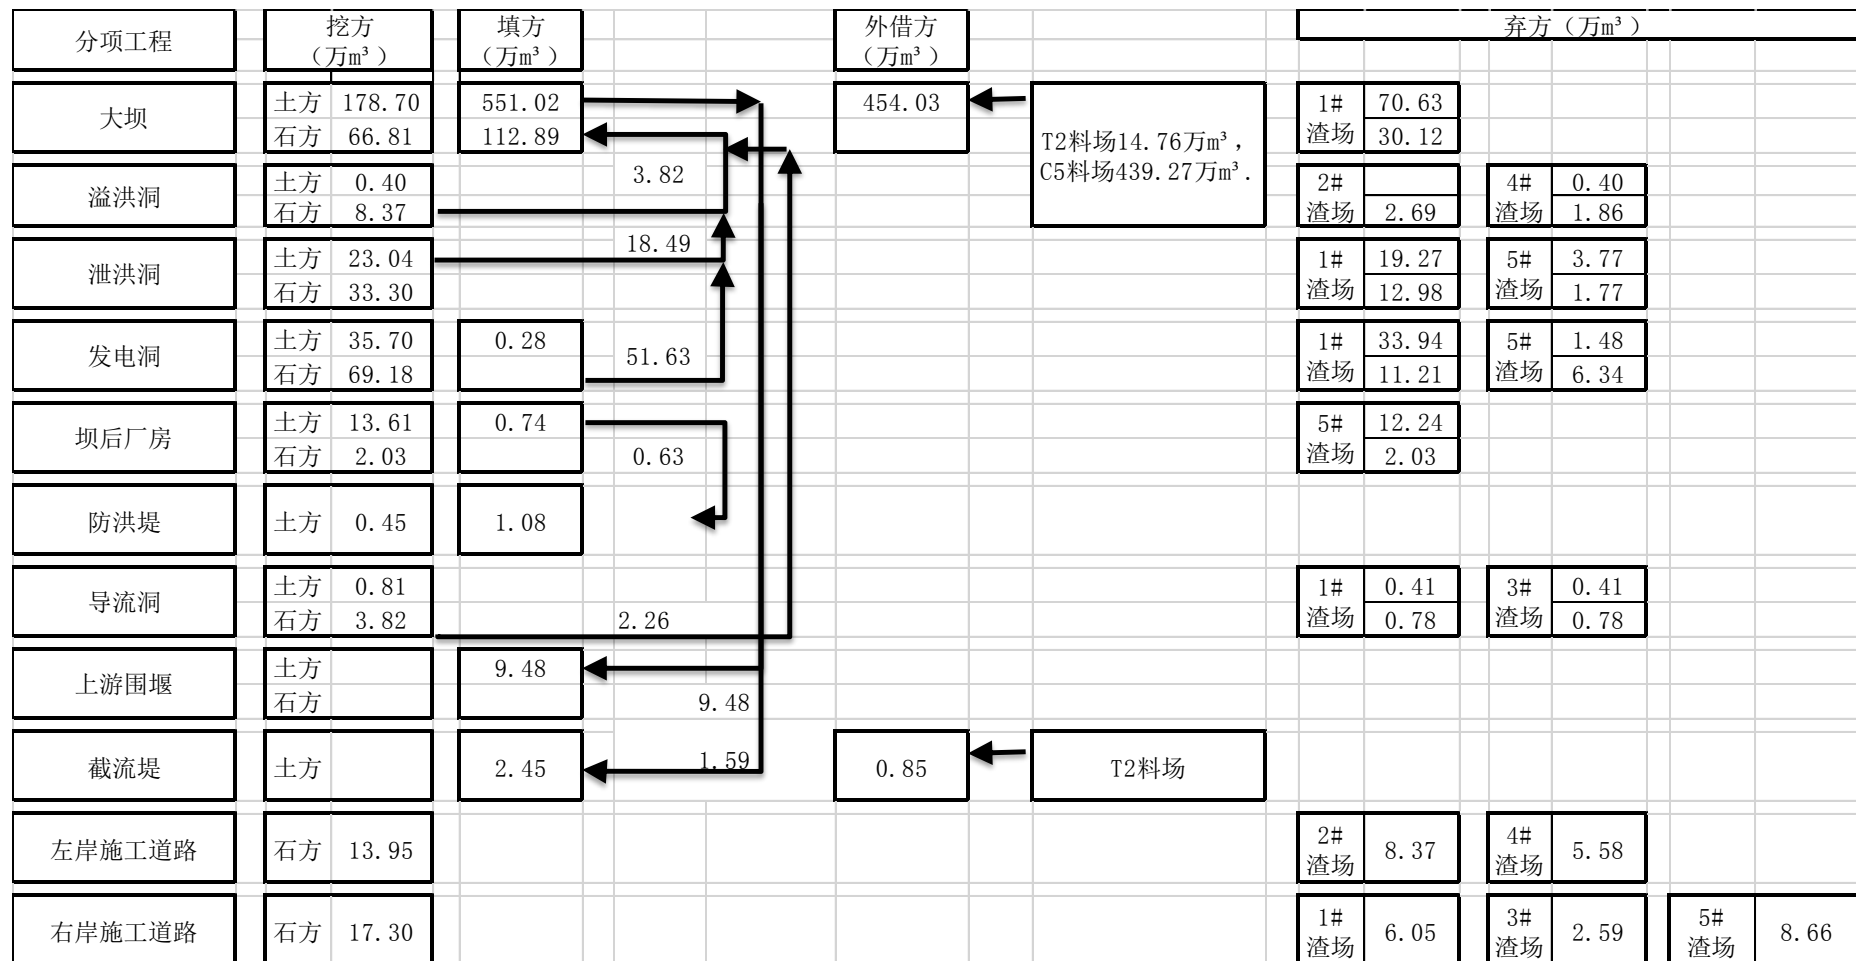 分项工程
挖方
（万m³）
填方
（万m³）
外借方
（万m³）
弃方（万m³）
大坝
土方 178.70
石方 66.81
551.02
112.89
454.03
T2料场14.76万m³，
C5料场439.27万m³.
1#
渣场
70.63
30.12
溢洪洞
土方 0.40
石方 8.37
3.82
2#
渣场
2.69
4#
渣场
0.40
1.86
泄洪洞
土方 23.04
石方 33.30
18.49
1#
渣场
19.27
12.98
5#
渣场
3.77
1.77
发电洞
土方 35.70
石方 69.18
0.28
51.63
1#
渣场
33.94
11.21
5#
渣场
1.48
6.34
坝后厂房
土方 13.61
石方 2.03
0.74
0.63
5#
渣场
12.24
2.03
防洪堤
土方 0.45
1.08
导流洞
土方 0.81
石方 3.82
2.26
1#
渣场
0.41
0.78
3#
渣场
0.41
0.78
上游围堰
土方
石方
9.48
9.48
截流堤
土方
2.45
1.59
0.85
T2料场
左岸施工道路
石方 13.95
2#
渣场
8.37
4#
渣场
5.58
右岸施工道路
石方 17.30
1#
渣场
6.05
3#
渣场
2.59
5#
渣场
8.66